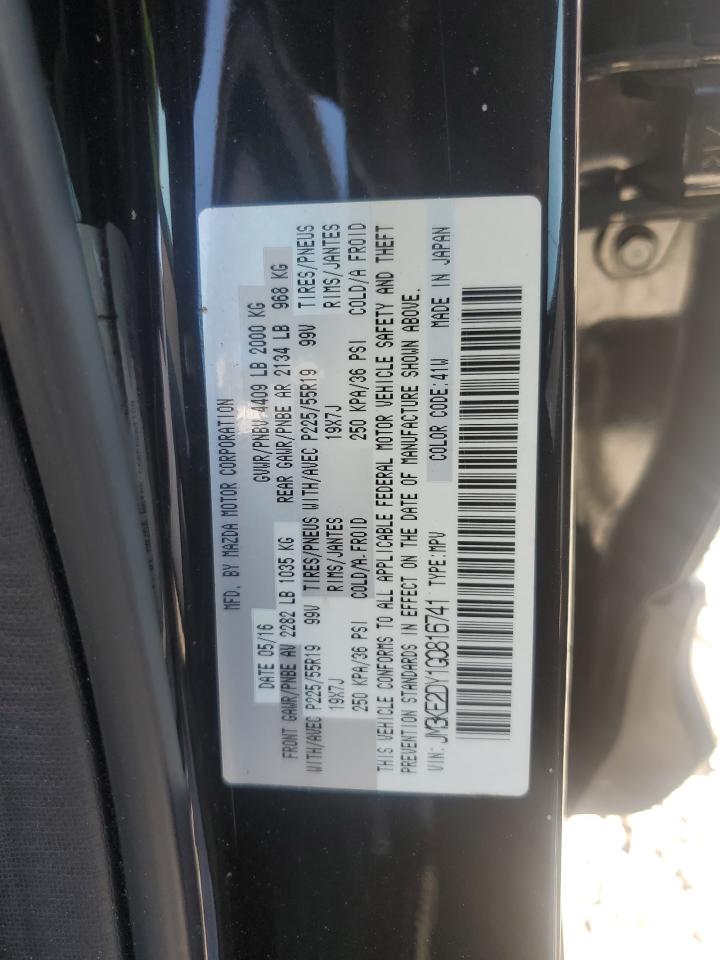 MFD. BY MAZDA MOTOR CORPORATION
DATE 05/16 GVWR/PNBV 4409 LB 2000 KG
FRONT GAWR/PNBE AV 2282 LB 1035 KG REAR GAWR/PNBE AR 2134 LB 968 KG
WITH/AVEC P225/55R19 99V TIRES/PNEUS WITH/AVEC P225/55R19 99V TIRES/PNEUS
19X7J RIMS/JANTES 19X7J RIMS/JANTES
250 KPA/36 PSI COLD/A FROID 250 KPA/36 PSI COLD/A FROID
THIS VEHICLE CONFORMS TO ALL APPLICABLE FEDERAL MOTOR VEHICLE SAFETY AND THEFT
PREVENTION STANDARDS IN EFFECT ON THE DATE OF MANUFACTURE SHOWN ABOVE.
VIN: JM3KE2DY1G0816741 TYPE:MPV COLOR CODE:41W MADE IN JAPAN